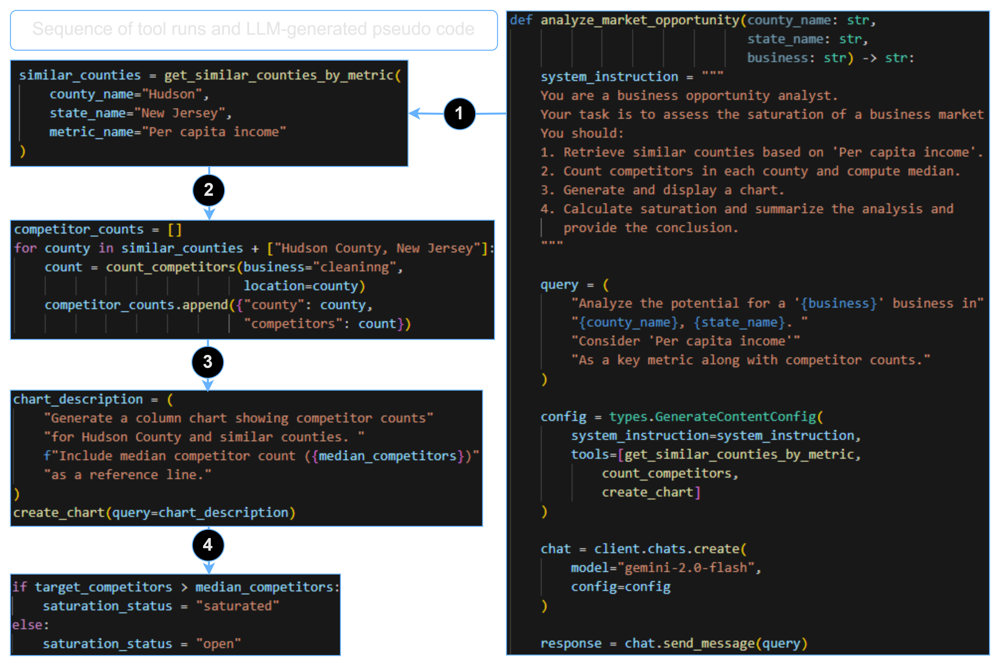 Sequence of tool runs and LLM-generated pseudo code
def analyze_market_opportunity(county_name: str,
state_name: str,
business: str) -> str:
system_instruction = """
You are a business opportunity analyst.
Your task is to assess the saturation of a business market
You should:
1. Retrieve similar counties based on 'Per capita income'.
2. Count competitors in each county and compute median.
3. Generate and display a chart.
4. Calculate saturation and summarize the analysis and
provide the conclusion.
"""
query = (
"Analyze the potential for a '{business}' business in"
"{county_name}, {state_name}. "
"Consider 'Per capita income'"
"As a key metric along with competitor counts."
)
config = types.GenerateContentConfig(
system_instruction=system_instruction,
tools=[get_similar_counties_by_metric,
count_competitors,
create_chart]
)
chat = client.chats.create(
model="gemini-2.0-flash",
config=config
)
response = chat.send_message(query)
1
similar_counties = get_similar_counties_by_metric(
county_name="Hudson",
state_name="New Jersey",
metric_name="Per capita income"
)
2
competitor_counts = []
for county in similar_counties + ["Hudson County, New Jersey"]:
count = count_competitors(business="cleaninng",
location=county)
competitor_counts.append({"county": county,
"competitors": count})
3
chart_description = (
"Generate a column chart showing competitor counts"
"for Hudson County and similar counties. "
f"Include median competitor count ({median_competitors})"
"as a reference line."
)
create_chart(query=chart_description)
4
if target_competitors > median_competitors:
saturation_status = "saturated"
else:
saturation_status = "open"